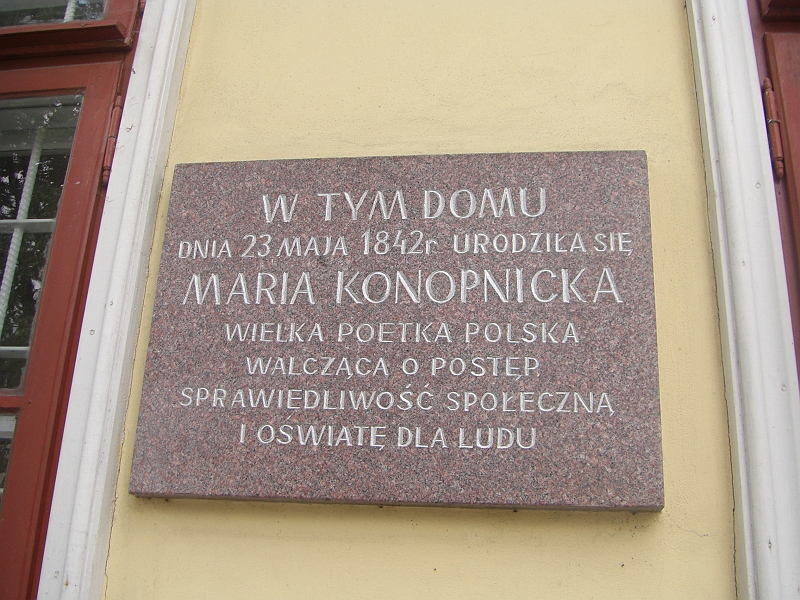 W TYM DOMU
DNIA 23 MAJA 1842 r. URODZIŁA SIĘ
MARIA KONOPNICKA
WIELKA POETKA POLSKA
WALCZĄCA O POSTĘP,
SPRAWIEDLIWOŚĆ SPOŁECZNĄ
I OŚWIATĘ DLA LUDU